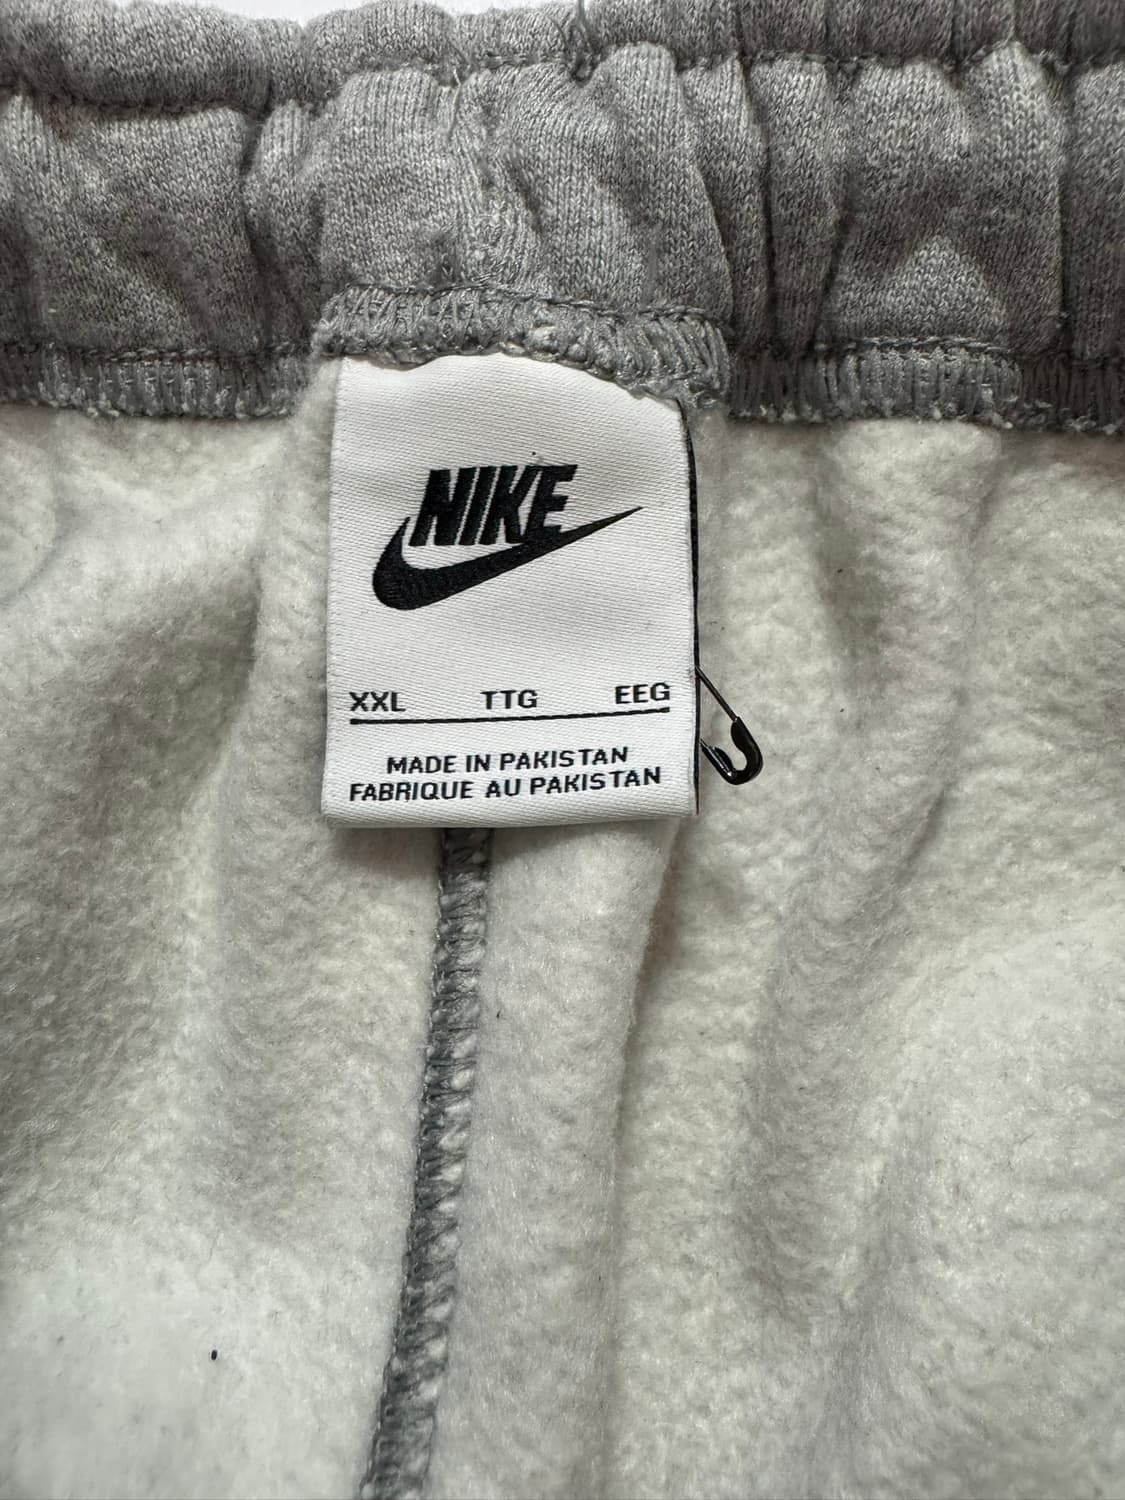 NIKE
XXL TTG EEG
MADE IN PAKISTAN
FABRIQUE AU PAKISTAN